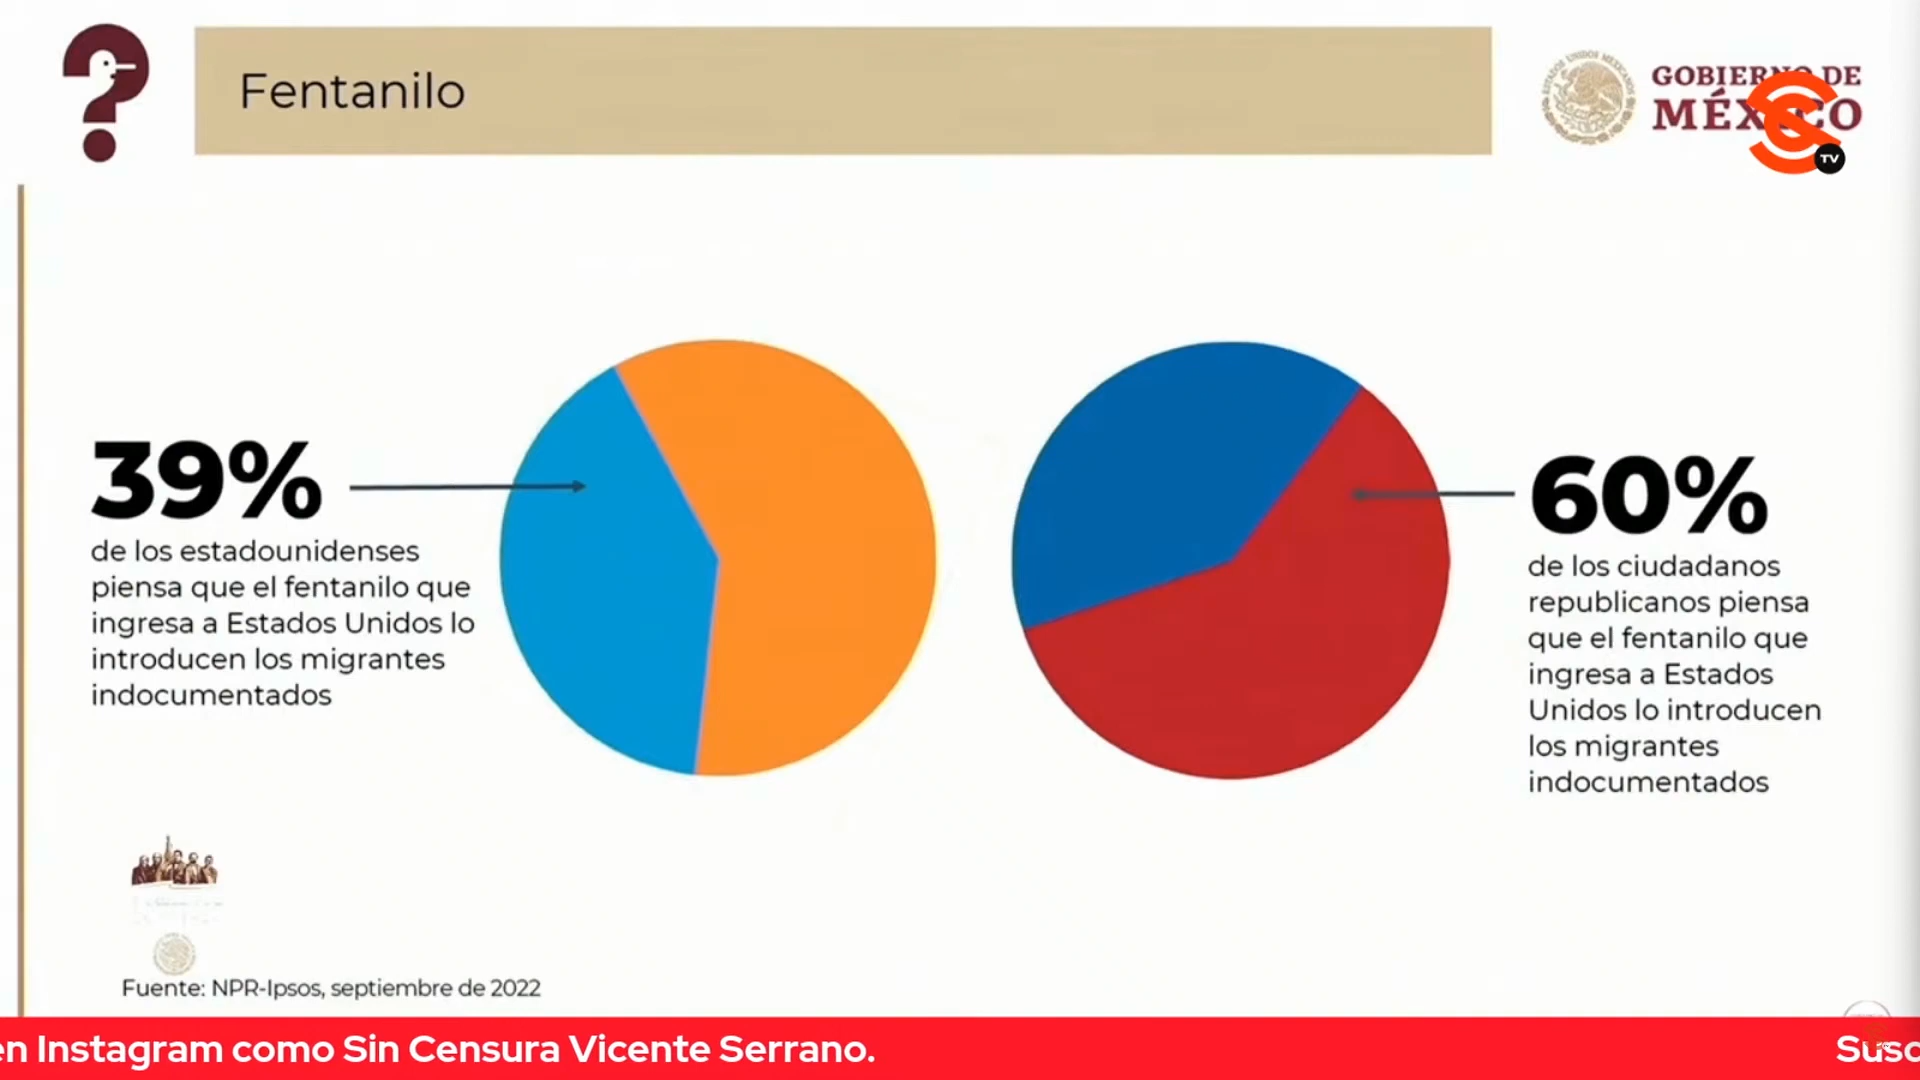 Fentanilo
GOBIERNO DE
MÉXICO
TV
39%
de los estadounidenses
piensa que el fentanilo que
ingresa a Estados Unidos lo
introducen los migrantes
indocumentados
60%
de los ciudadanos
republicanos piensa
que el fentanilo que
ingresa a Estados
Unidos lo introducen
los migrantes
indocumentados
Fuente: NPR-Ipsos, septiembre de 2022
en Instagram como Sin Censura Vicente Serrano.
Susc